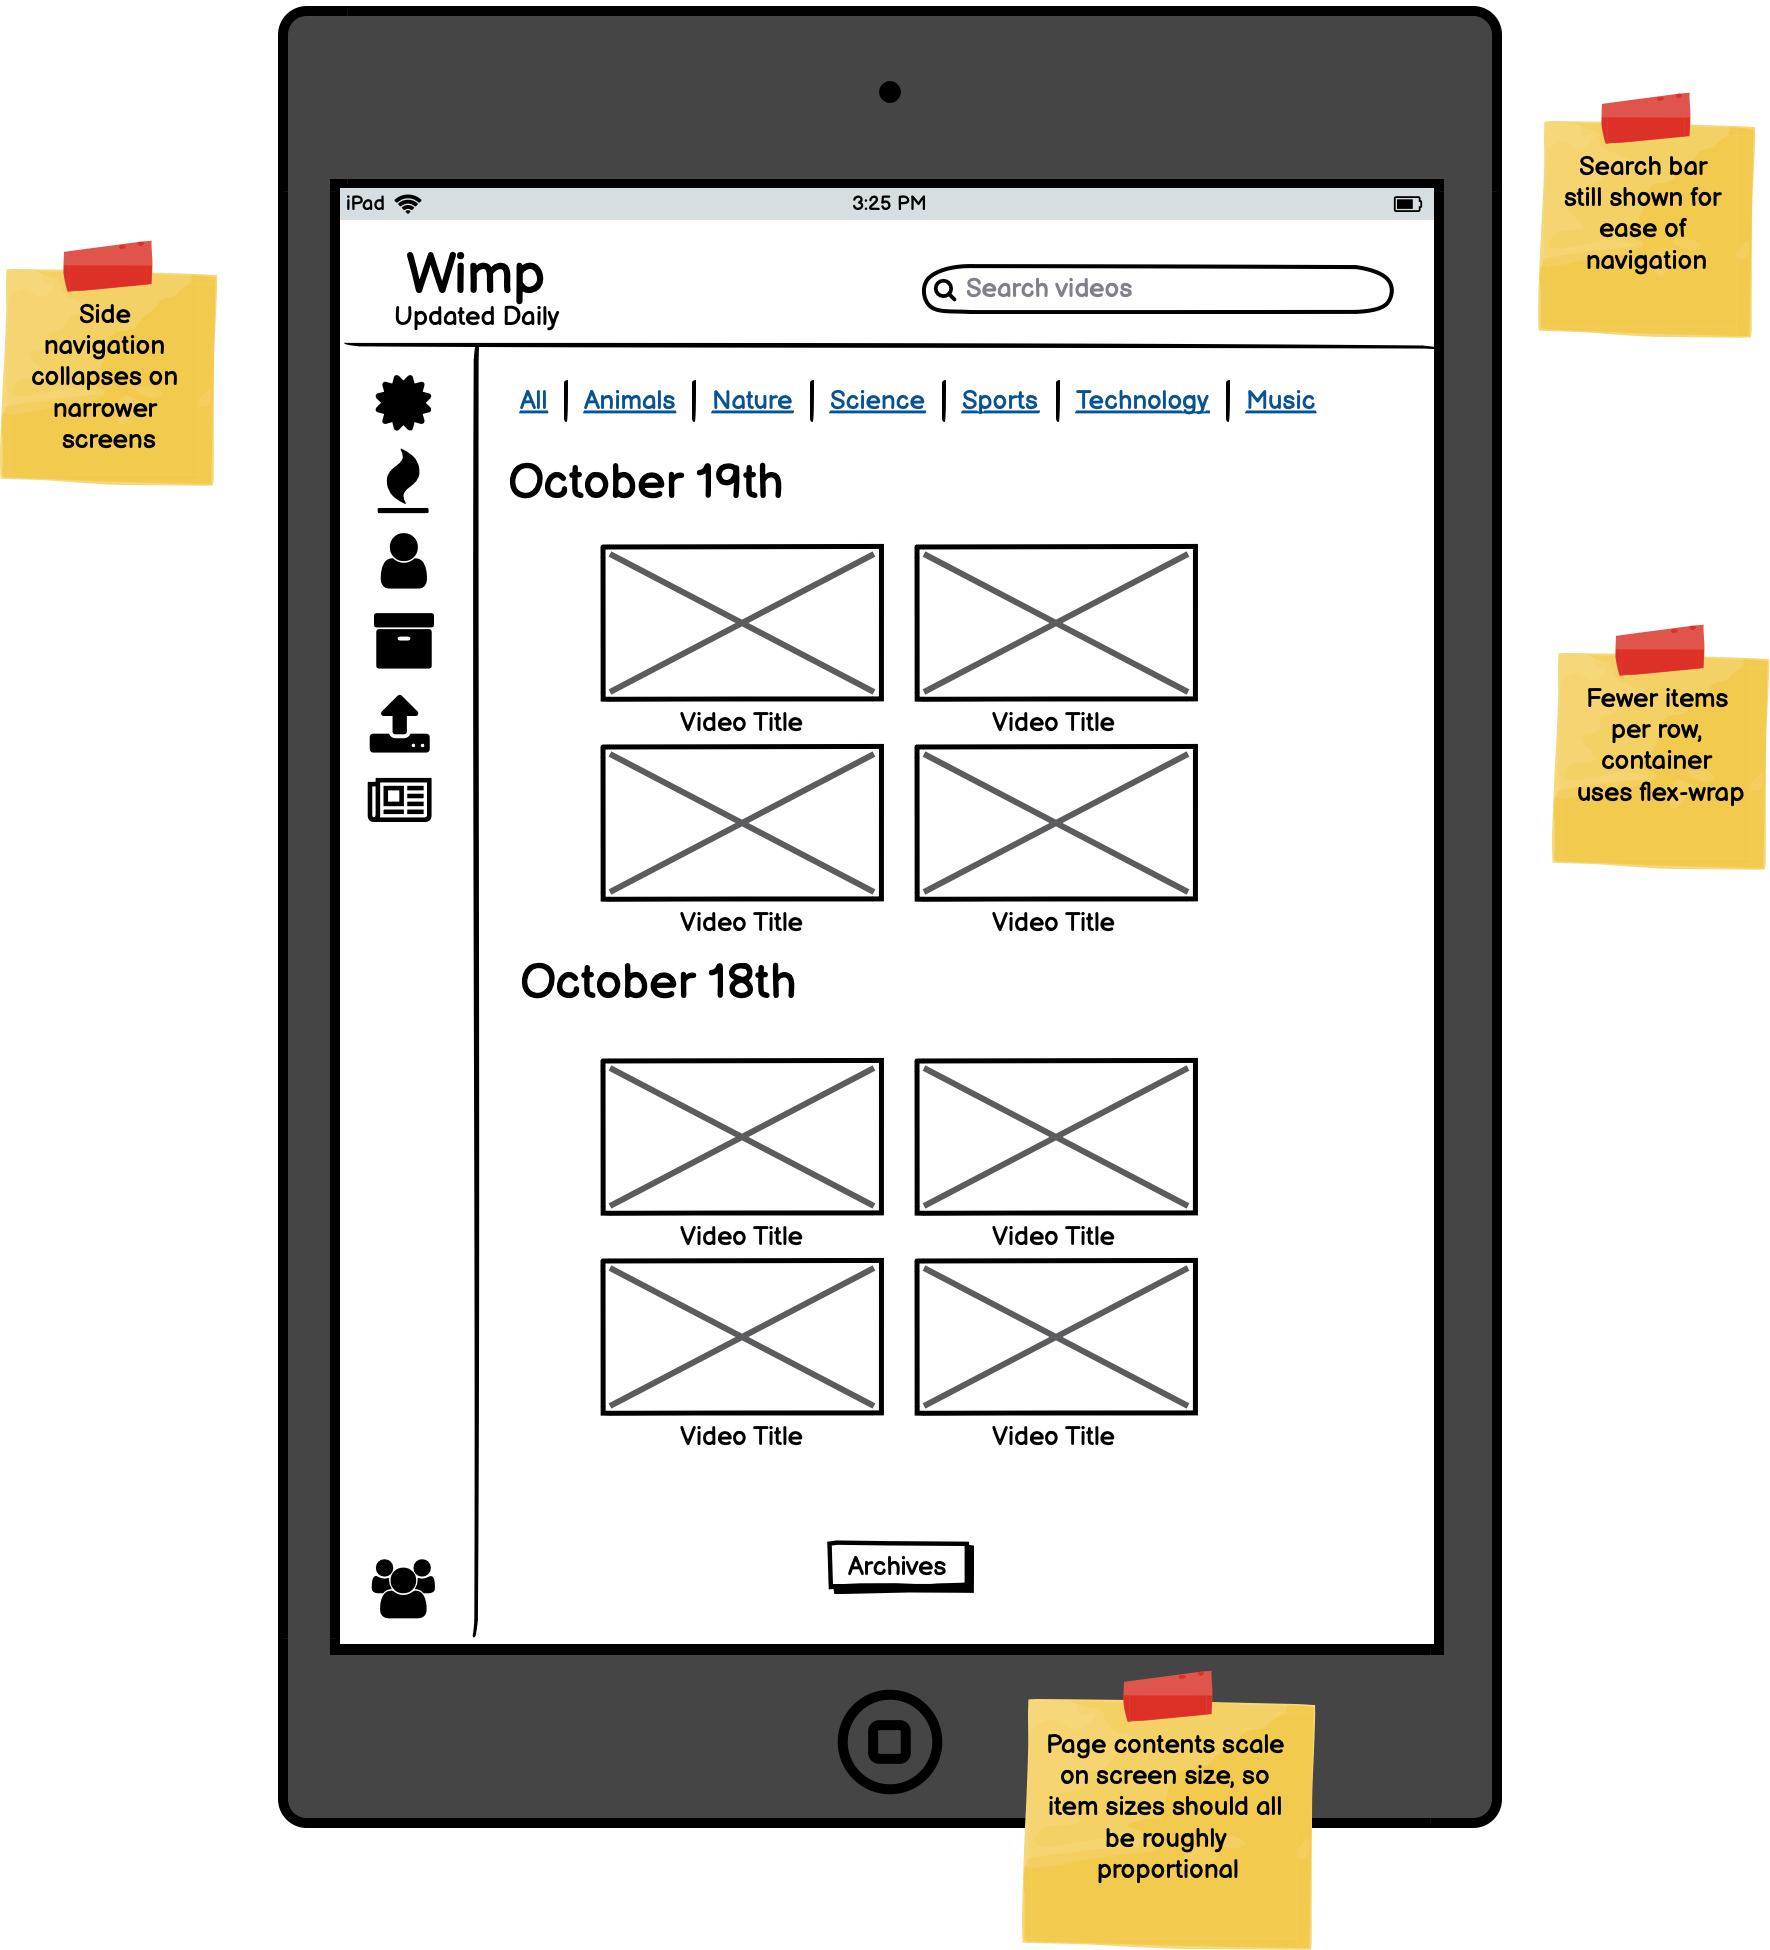 iPad
3:25 PM
Wimp
Updated Daily
Search videos
All
Animals
Nature
Science
Sports
Technology
Music
October 19th
Video Title
Video Title
Video Title
Video Title
October 18th
Video Title
Video Title
Video Title
Video Title
Archives
Side
navigation
collapses on
narrower
screens
Search bar
still shown for
ease of
navigation
Fewer items
per row,
container
uses flex-wrap
Page contents scale
on screen size, so
item sizes should all
be roughly
proportional